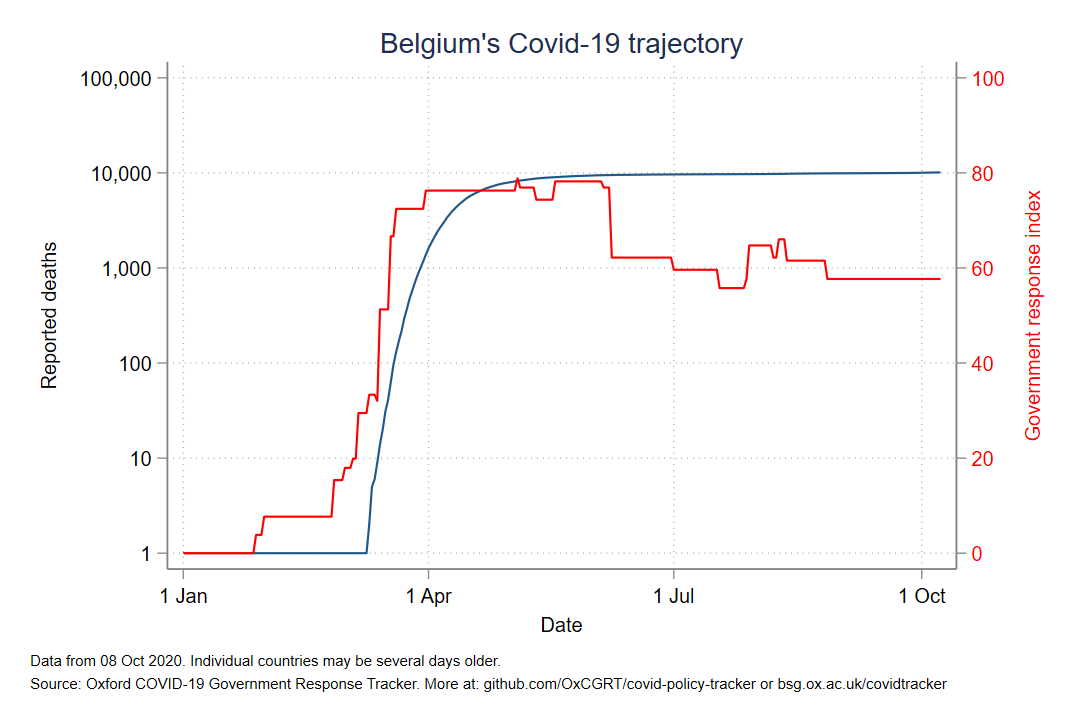 Belgium's Covid-19 trajectory
100,000
10,000
1,000
100
10
1
Reported deaths
100
80
60
40
20
0
Government response index
1 Jan
1 Apr
1 Jul
1 Oct
Date
Data from 08 Oct 2020. Individual countries may be several days older.
Source: Oxford COVID-19 Government Response Tracker. More at: github.com/OxCGRT/covid-policy-tracker or bsg.ox.ac.uk/covidtracker